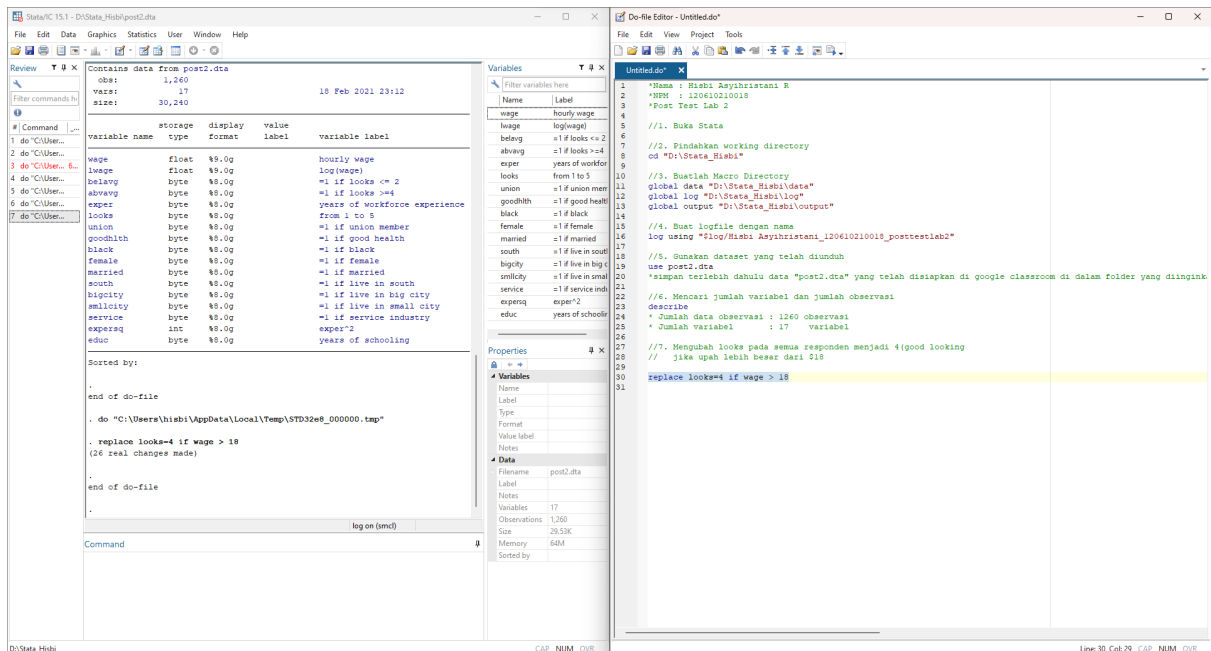 Stata/IC 15.1 - D:\Stata_Hisbi\post2.dta
File Edit Data Graphics Statistics User Window Help
Review
Filter commands h
# Command
1 do "C:\User...
2 do "C:\User...
3 do "C:\User... 6...
4 do "C:\User...
5 do "C:\User...
6 do "C:\User...
7 do "C:\User...
Contains data from post2.dta
obs: 1,260
vars: 17 18 Feb 2021 23:12
size: 30,240
storage display value
variable name type format label variable label
wage float %9.0g hourly wage
lwage float %9.0g log(wage)
belavg byte %8.0g =1 if looks <= 2
abvavg byte %8.0g =1 if looks >=4
exper byte %8.0g years of workforce experience
looks byte %8.0g from 1 to 5
union byte %8.0g =1 if union member
goodhlth byte %8.0g =1 if good health
black byte %8.0g =1 if black
female byte %8.0g =1 if female
married byte %8.0g =1 if married
south byte %8.0g =1 if live in south
bigcity byte %8.0g =1 if live in big city
smllcity byte %8.0g =1 if live in small city
service byte %8.0g =1 if service industry
expersq int %8.0g exper^2
educ byte %8.0g years of schooling
Sorted by:
.
end of do-file
. do "C:\Users\hisbi\AppData\Local\Temp\STD32e8_000000.tmp"
. replace looks=4 if wage > 18
(26 real changes made)
.
end of do-file
.
log on (smcl)
Command
D:\Stata_Hisbi
CAP NUM OVR
Variables
Filter variables here
Name Label
wage hourly wage
lwage log(wage)
belavg =1 if looks <= 2
abvavg =1 if looks >=4
exper years of workfor
looks from 1 to 5
union =1 if union mem
goodhlth =1 if good healt
black =1 if black
female =1 if female
married =1 if married
south =1 if live in sout
bigcity =1 if live in big c
smllcity =1 if live in smal
service =1 if service indu
expersq exper^2
educ years of schoolin
Properties
Variables
Name
Label
Type
Format
Value label
Notes
Data
Filename post2.dta
Label
Notes
Variables 17
Observations 1,260
Size 29.53K
Memory 64M
Sorted by
Do-file Editor - Untitled.do*
File Edit View Project Tools
Untitled.do*
1 *Nama : Hisbi Asyihristani R
2 *NPM : 120610210018
3 *Post Test Lab 2
4
5 //1. Buka Stata
6
7 //2. Pindahkan working directory
8 cd "D:\Stata_Hisbi"
9
10 //3. Buatlah Macro Directory
11 global data "D:\Stata_Hisbi\data"
12 global log "D:\Stata_Hisbi\log"
13 global output "D:\Stata_Hisbi\output"
14
15 //4. Buat logfile dengan nama
16 log using "$log/Hisbi Asyihristani_120610210018_posttestlab2"
17
18 //5. Gunakan dataset yang telah diunduh
19 use post2.dta
20 *simpan terlebih dahulu data "post2.dta" yang telah disiapkan di google classroom di dalam folder yang diingink
21
22 //6. Mencari jumlah variabel dan jumlah observasi
23 describe
24 * Jumlah data observasi : 1260 observasi
25 * Jumlah variabel : 17 variabel
26
27 //7. Mengubah looks pada semua responden menjadi 4(good looking
28 // jika upah lebih besar dari $18
29
30 replace looks=4 if wage > 18
31
Line: 30, Col: 29 CAP NUM OVR